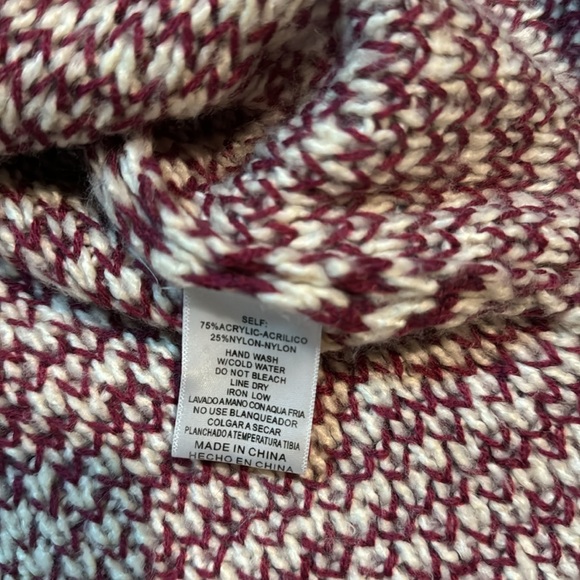 SELF:
75%ACRYLIC-ACRILICO
25%NYLON-NYLON
HAND WASH
W/COLD WATER
DO NOT BLEACH
LINE DRY
IRON LOW
LAVADO A MANO CON AQUA FRIA
NO USE BLANQUEADOR
COLGAR A SECAR
PLANCHADO A TEMPERATURA TIBIA
MADE IN CHINA
HECHO EN CHINA